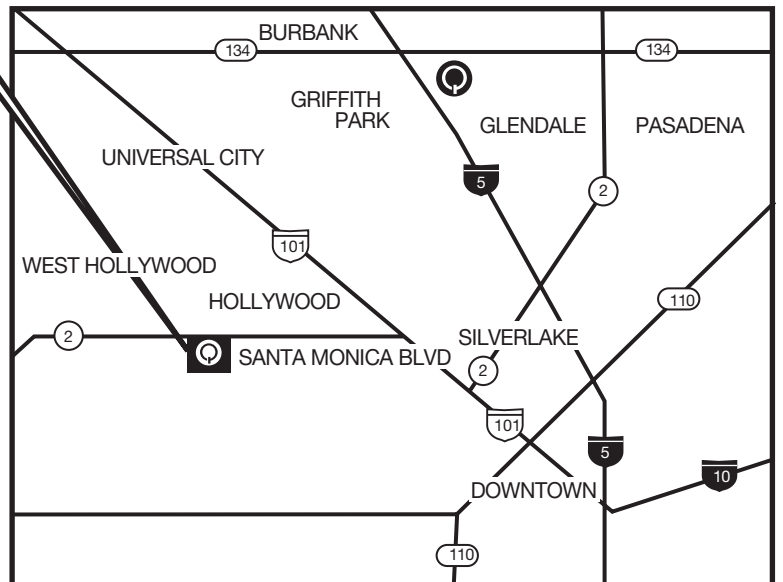 BURBANK
134
134
GRIFFITH
PARK
GLENDALE
PASADENA
UNIVERSAL CITY
5
2
101
WEST HOLLYWOOD
HOLLYWOOD
110
2
SILVERLAKE
SANTA MONICA BLVD
2
101
5
10
DOWNTOWN
110